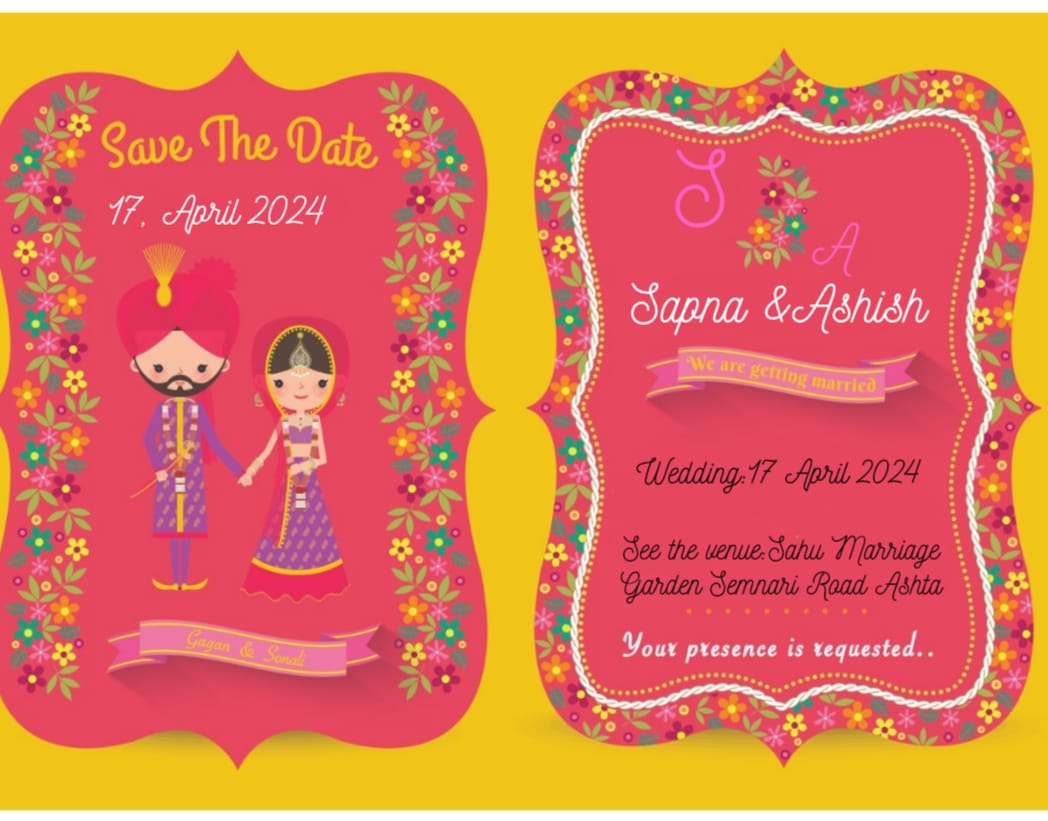 Save The Date
17, April 2024
Gagan & Sonali
S
A
Sapna &Ashish
We are getting married
Wedding:17 April 2024
See the venue:Sahu Marriage
Garden Semnari Road Ashta
Your presence is requested..